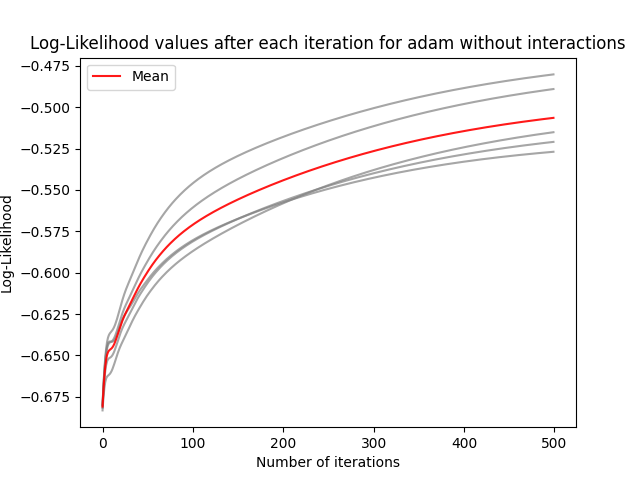 Log-Likelihood values after each iteration for adam without interactions
Mean
Log-Likelihood
−0.475
−0.500
−0.525
−0.550
−0.575
−0.600
−0.625
−0.650
−0.675
0 100 200 300 400 500
Number of iterations